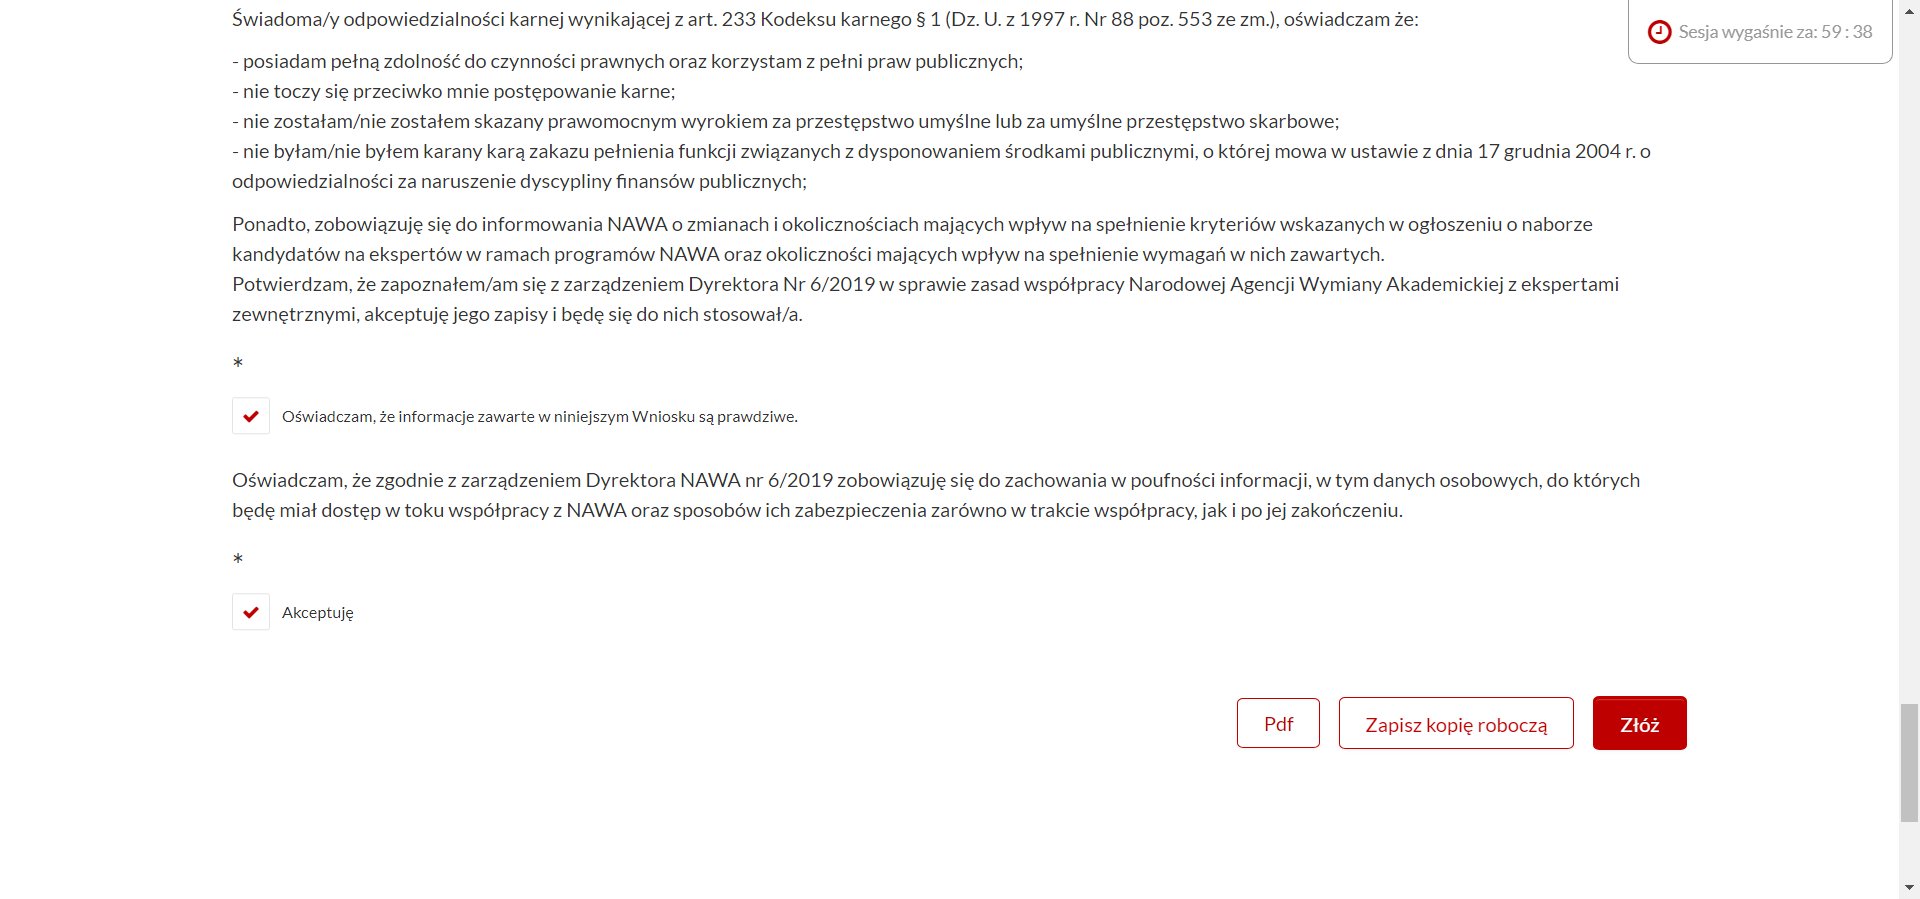 Świadoma/y odpowiedzialności karnej wynikającej z art. 233 Kodeksu karnego § 1 (Dz. U. z 1997 r. Nr 88 poz. 553 ze zm.), oświadczam że:
Sesja wygaśnie za: 59 : 38
- posiadam pełną zdolność do czynności prawnych oraz korzystam z pełni praw publicznych;
- nie toczy się przeciwko mnie postępowanie karne;
- nie zostałam/nie zostałem skazany prawomocnym wyrokiem za przestępstwo umyślne lub za umyślne przestępstwo skarbowe;
- nie byłam/nie byłem karany karą zakazu pełnienia funkcji związanych z dysponowaniem środkami publicznymi, o której mowa w ustawie z dnia 17 grudnia 2004 r. o
odpowiedzialności za naruszenie dyscypliny finansów publicznych;
Ponadto, zobowiązuję się do informowania NAWA o zmianach i okolicznościach mających wpływ na spełnienie kryteriów wskazanych w ogłoszeniu o naborze
kandydatów na ekspertów w ramach programów NAWA oraz okoliczności mających wpływ na spełnienie wymagań w nich zawartych.
Potwierdzam, że zapoznałem/am się z zarządzeniem Dyrektora Nr 6/2019 w sprawie zasad współpracy Narodowej Agencji Wymiany Akademickiej z ekspertami
zewnętrznymi, akceptuję jego zapisy i będę się do nich stosował/a.
*
Oświadczam, że informacje zawarte w niniejszym Wniosku są prawdziwe.
Oświadczam, że zgodnie z zarządzeniem Dyrektora NAWA nr 6/2019 zobowiązuję się do zachowania w poufności informacji, w tym danych osobowych, do których
będę miał dostęp w toku współpracy z NAWA oraz sposobów ich zabezpieczenia zarówno w trakcie współpracy, jak i po jej zakończeniu.
*
Akceptuję
Pdf
Zapisz kopię roboczą
Złóż